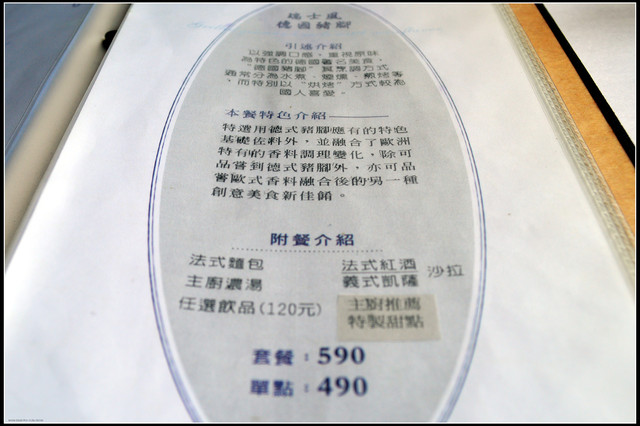 瑞士風
德國豬腳
引述介紹
以強調口感，重視原味
為特色的德國著名美食，
"德國豬腳"其烹調方式
通常分為水煮、煙燻、觀烤等
，而特別以"烘烤"方式較為
國人喜愛。
本餐特色介紹
特選用德式豬腳應有的特色
基礎佐料外，並融合了歐洲
特有的香料調理變化，除可
品嘗到德式豬腳外，亦可品
嘗歐式香料融合後的另一種
創意美食新佳餚。
附餐介紹
法式麵包 法式紅酒
主廚濃湯 義式凱薩 沙拉
任選飲品(120元) 主廚推薦
特製甜點
套餐：590
單點：490